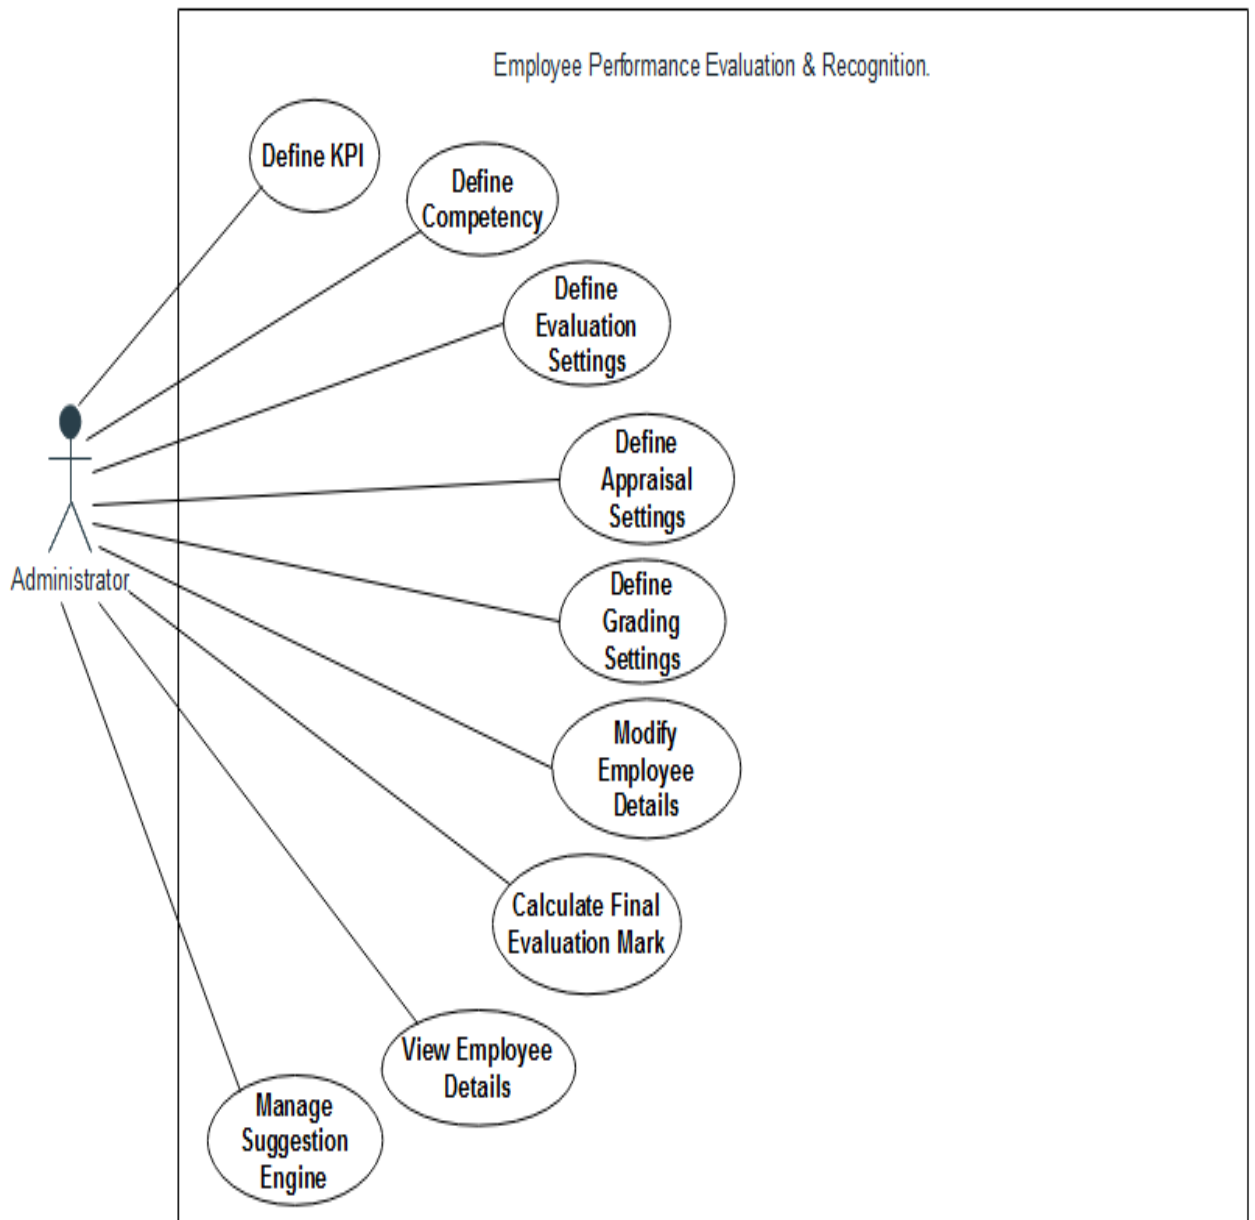 Employee Performance Evaluation & Recognition.
Define KPI
Define
Competency
Define
Evaluation
Settings
Define
Appraisal
Settings
Define
Grading
Settings
Administrator
Modify
Employee
Details
Calculate Final
Evaluation Mark
View Employee
Details
Manage
Suggestion
Engine